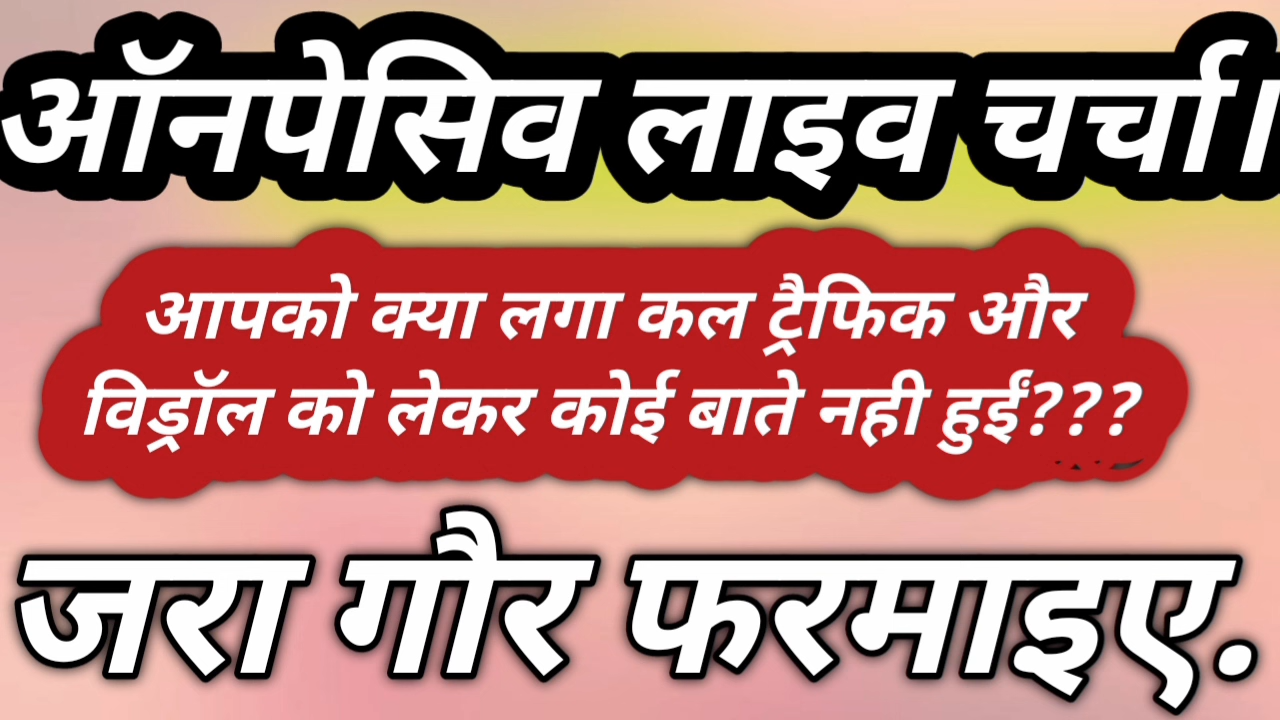 ऑनपेसिव लाइव चर्चा।
आपको क्या लगा कल ट्रैफिक और
विड्रॉल को लेकर कोई बाते नही हुईं???
जरा गौर फरमाइए.